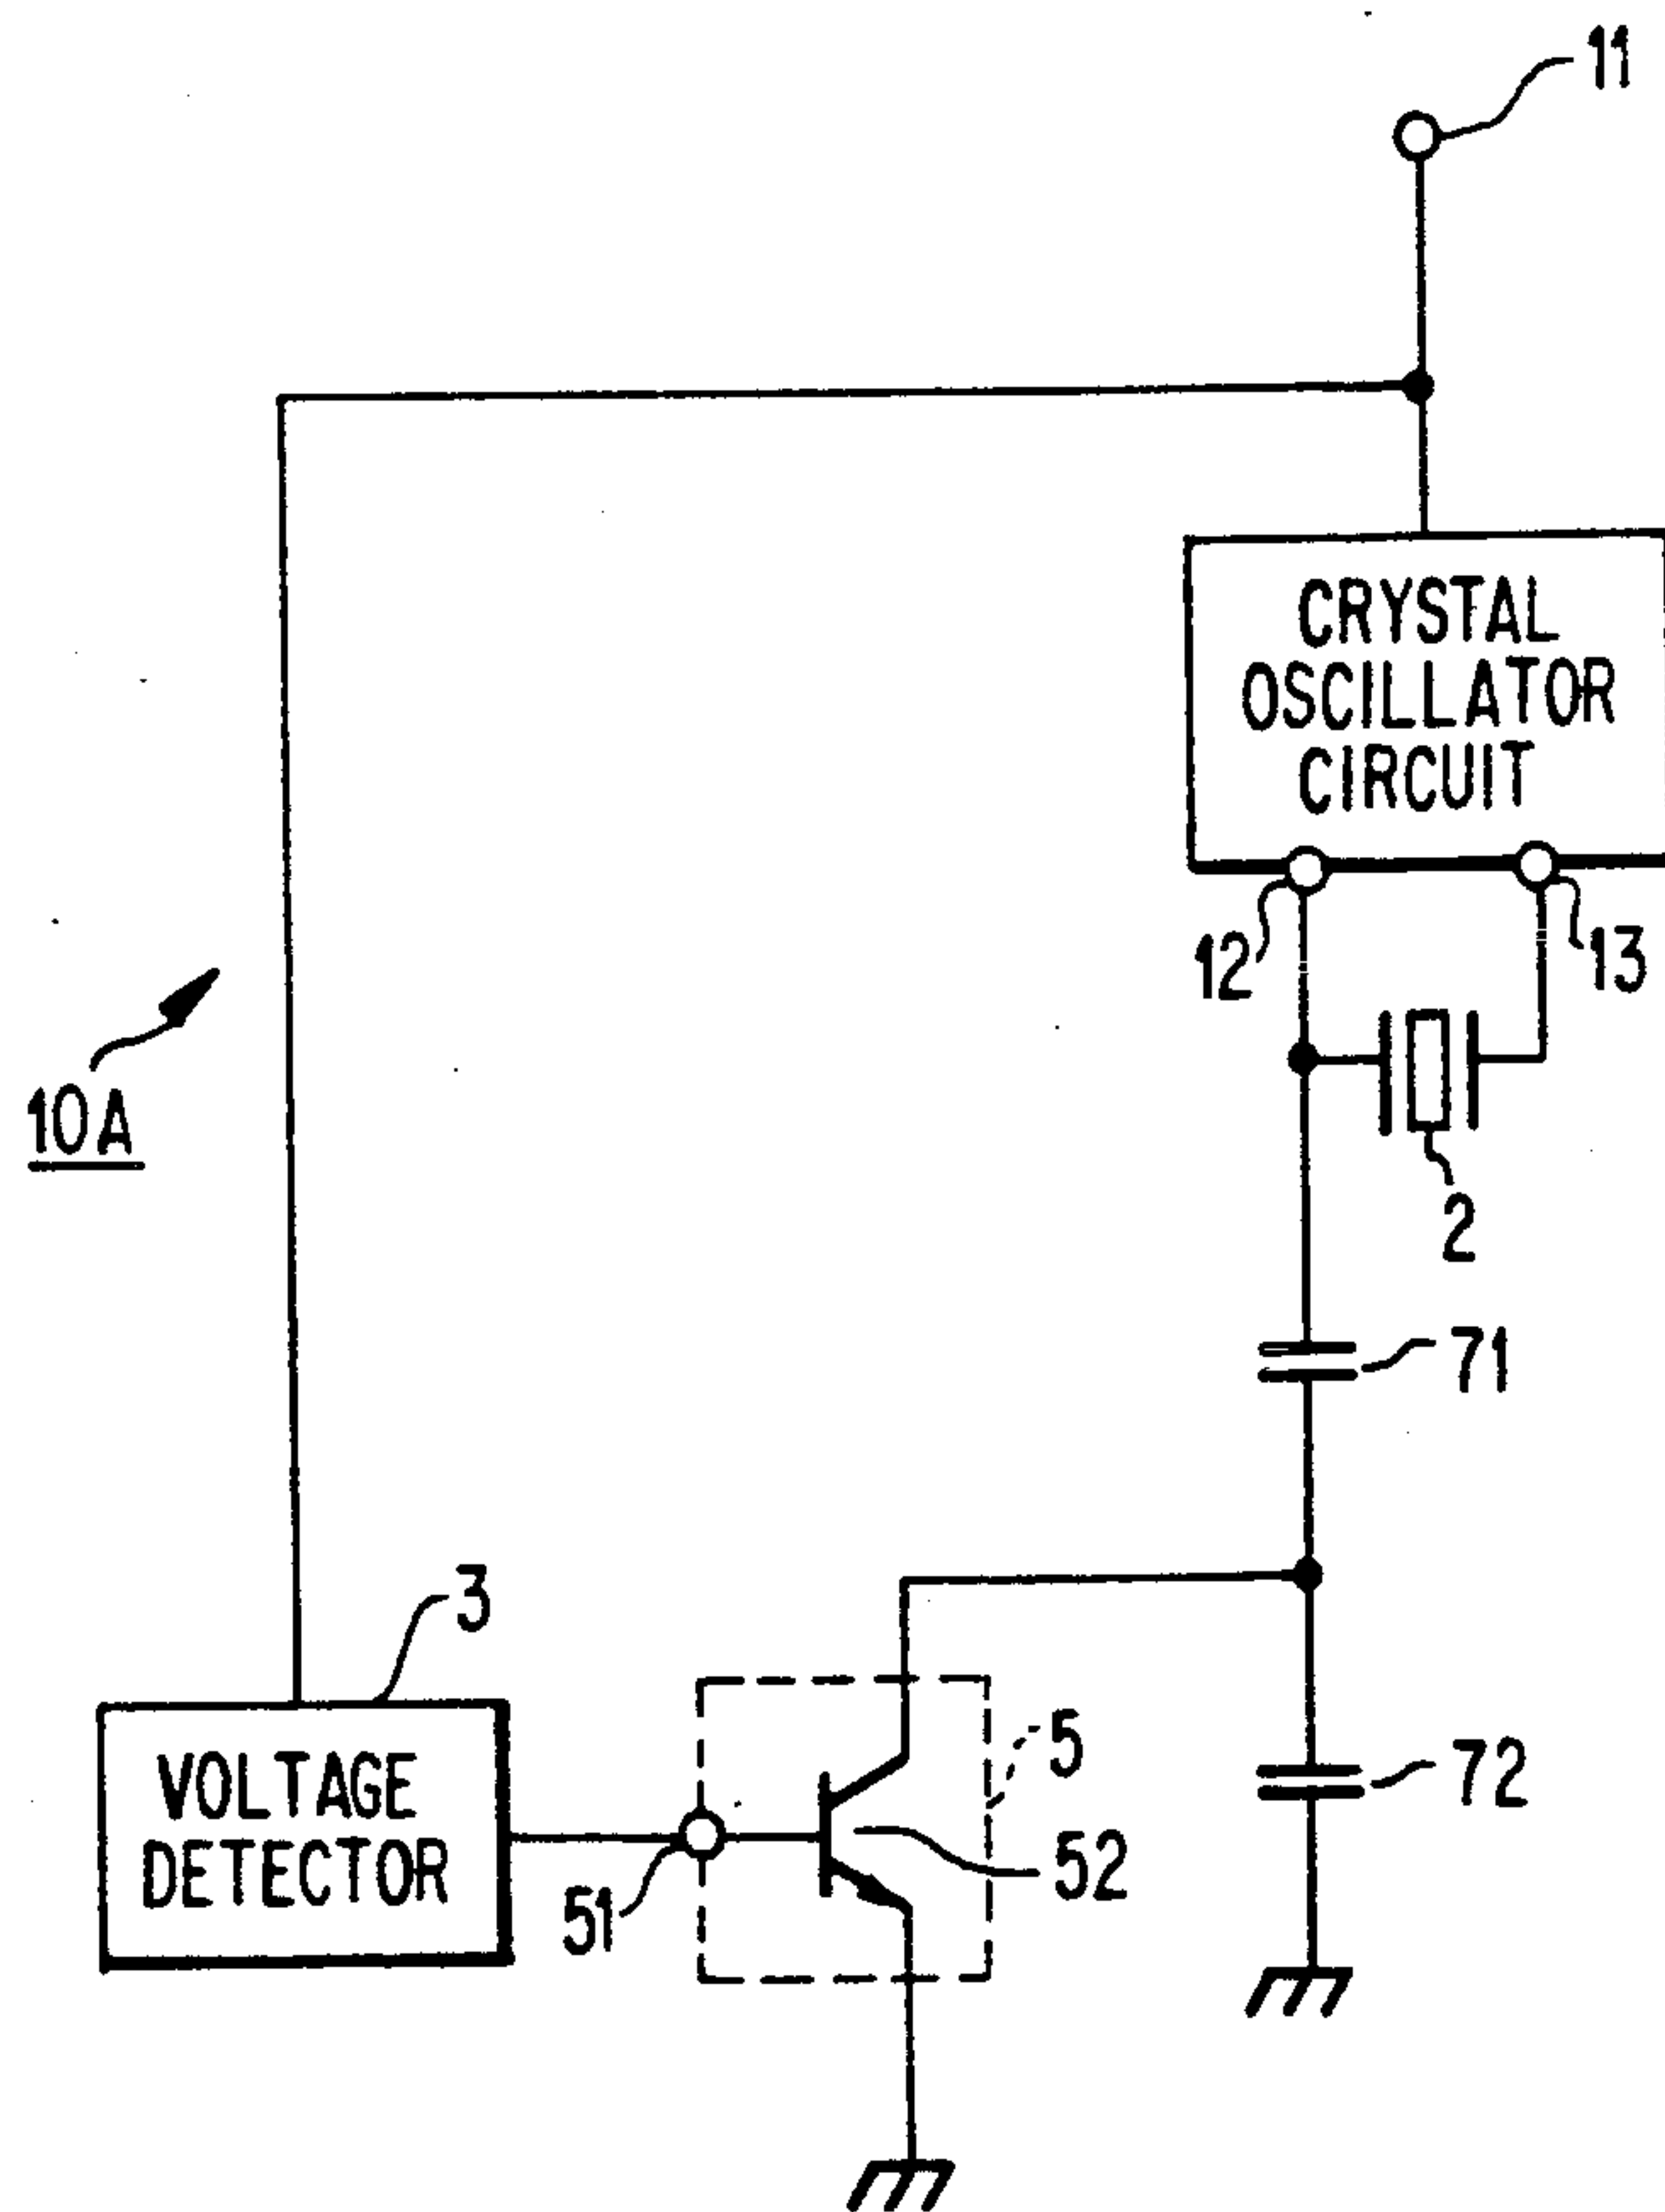 11
CRYSTAL
OSCILLATOR
CIRCUIT
12
13
10A
2
71
3
5
VOLTAGE
DETECTOR
72
52
51